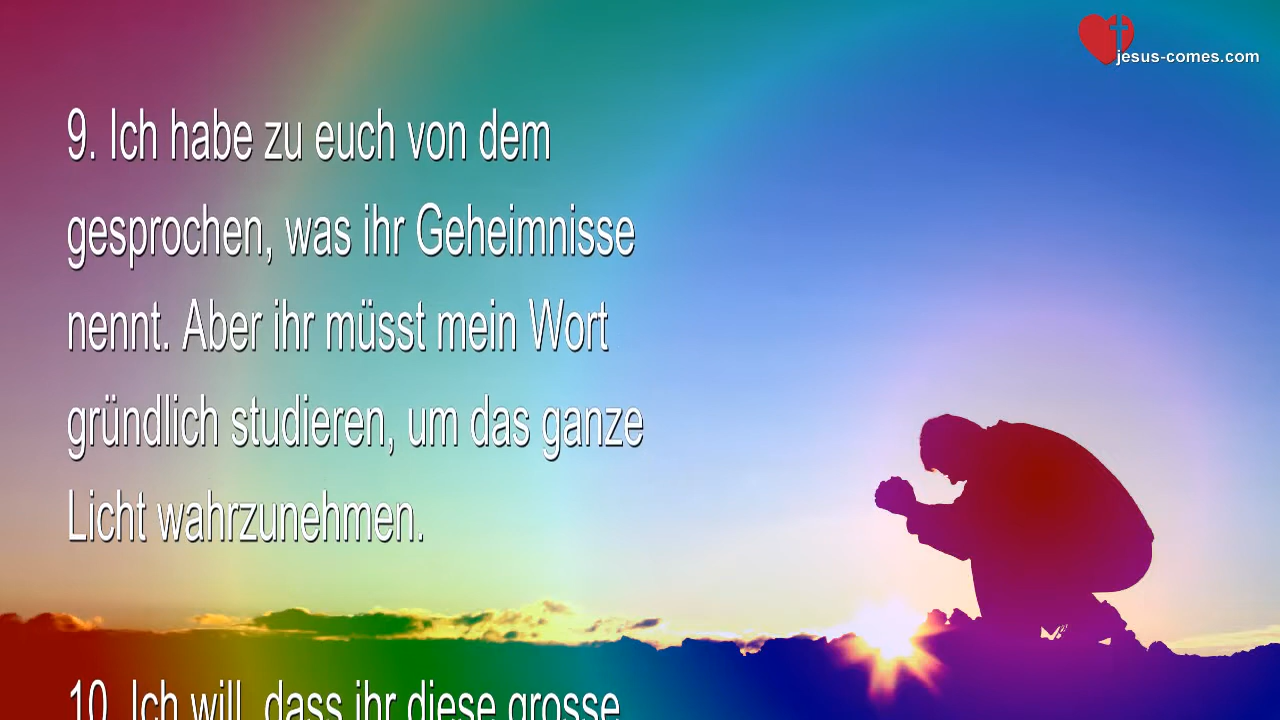 jesus-comes.com
9. Ich habe zu euch von dem
gesprochen, was ihr Geheimnisse
nennt. Aber ihr müsst mein Wort
gründlich studieren, um das ganze
Licht wahrzunehmen.
10. Ich will, dass ihr diese grosse